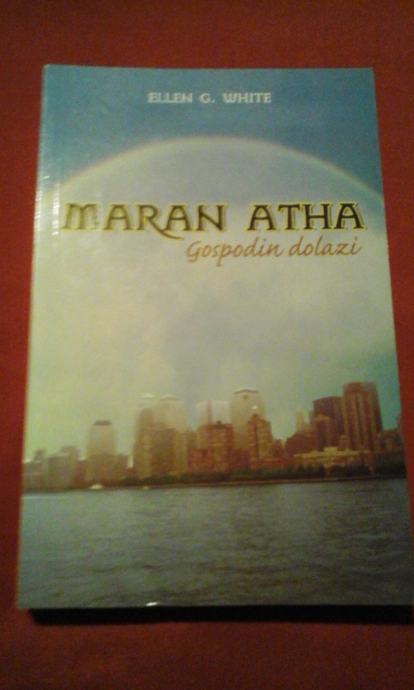 ELLEN G. WHITE
MARAN ATHA
Gospodin dolazi